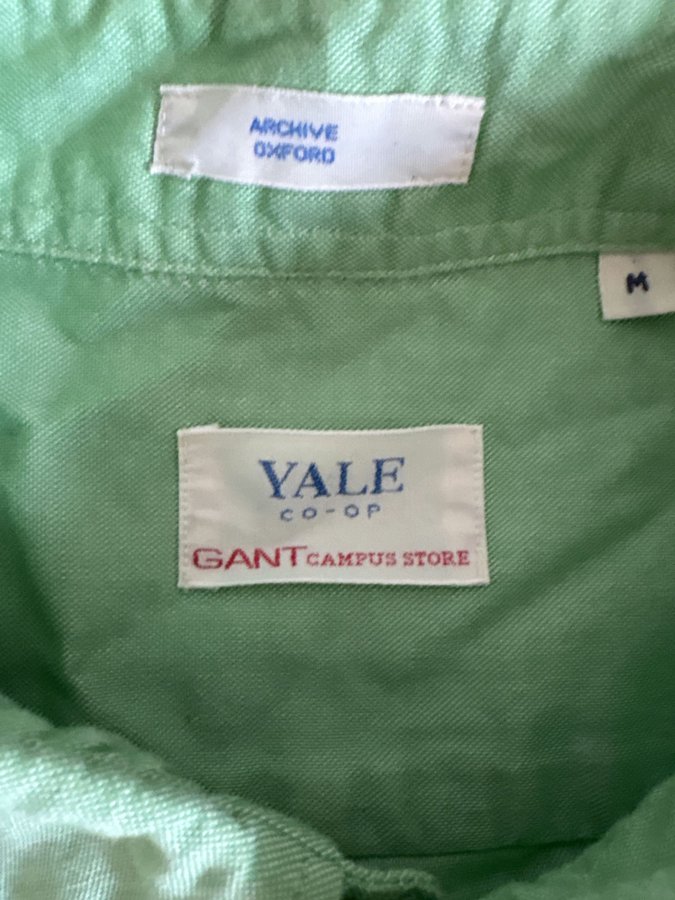 ARCHIVE
OXFORD
M
YALE
CO-OP
GANT CAMPUS STORE